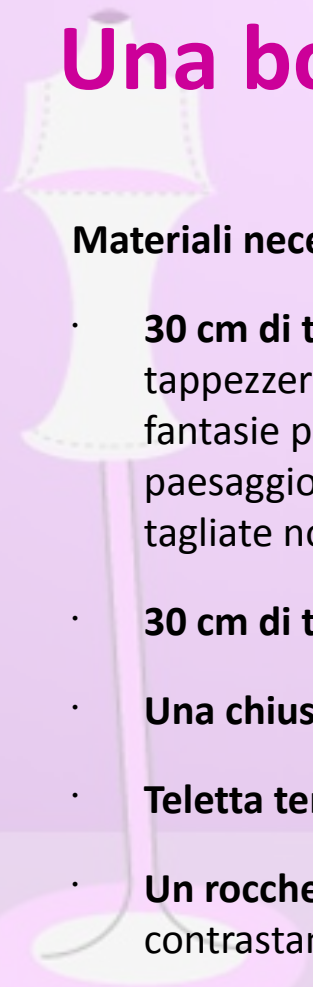 Una bo
Materiali nece
· 30 cm di t
tappezzer
fantasie p
paesaggio
tagliate no
· 30 cm di t
· Una chius
· Teletta ter
· Un rocche
contrastar